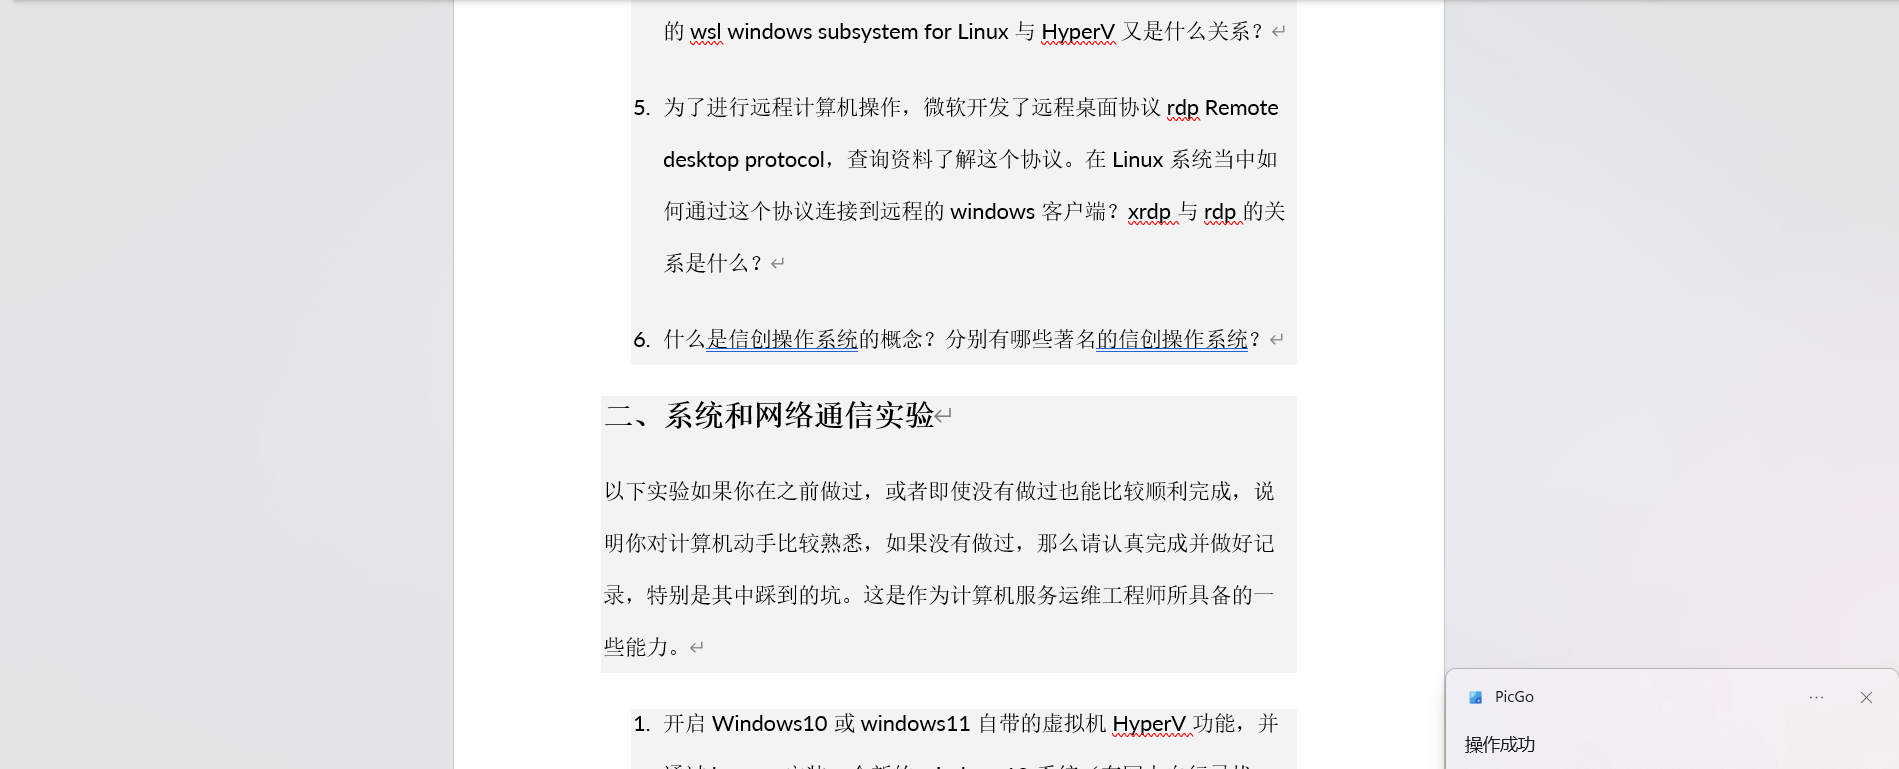 的 wsl windows subsystem for Linux 与 HyperV 又是什么关系？
5. 为了进行远程计算机操作，微软开发了远程桌面协议 rdp Remote
desktop protocol，查询资料了解这个协议。在 Linux 系统当中如
何通过这个协议连接到远程的 windows 客户端？xrdp 与 rdp 的关
系是什么？
6. 什么是信创操作系统的概念？分别有哪些著名的信创操作系统？
二、系统和网络通信实验
以下实验如果你在之前做过，或者即使没有做过也能比较顺利完成，说
明你对计算机动手比较熟悉，如果没有做过，那么请认真完成并做好记
录，特别是其中踩到的坑。这是作为计算机服务运维工程师所具备的一
些能力。
1. 开启 Windows10 或 windows11 自带的虚拟机 HyperV 功能，并
PicGo
操作成功